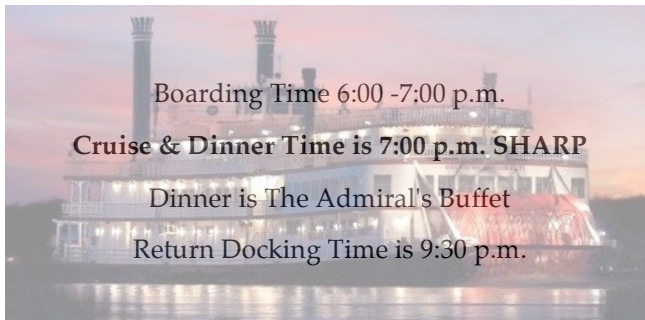 Boarding Time 6:00 -7:00 p.m.
Cruise & Dinner Time is 7:00 p.m. SHARP
Dinner is The Admiral's Buffet
Return Docking Time is 9:30 p.m.